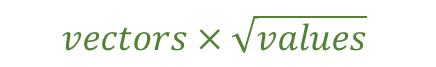 vectors × √values